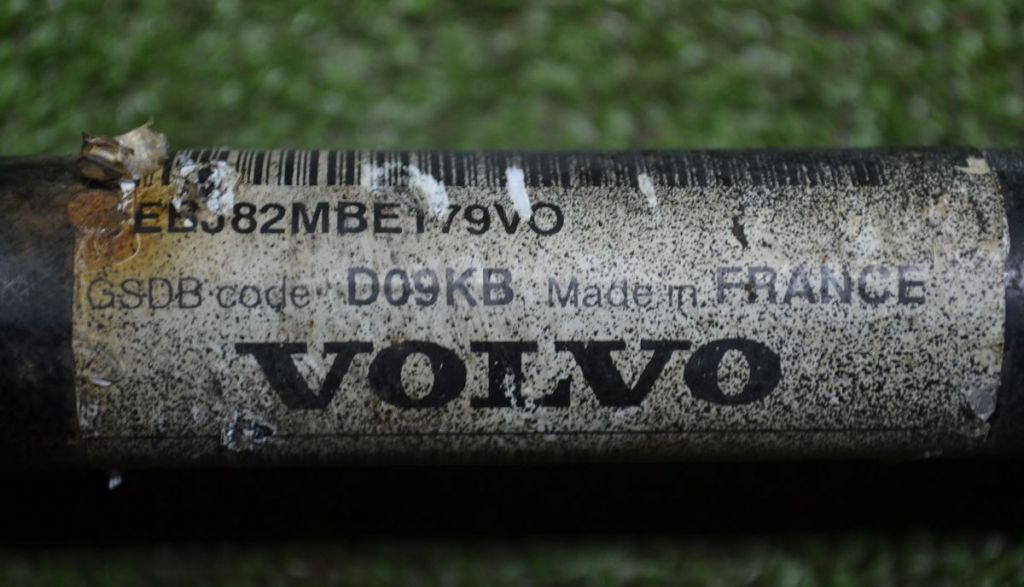 EBJ82MBE179VO
GSDB code D09KB Made in FRANCE
VOLVO